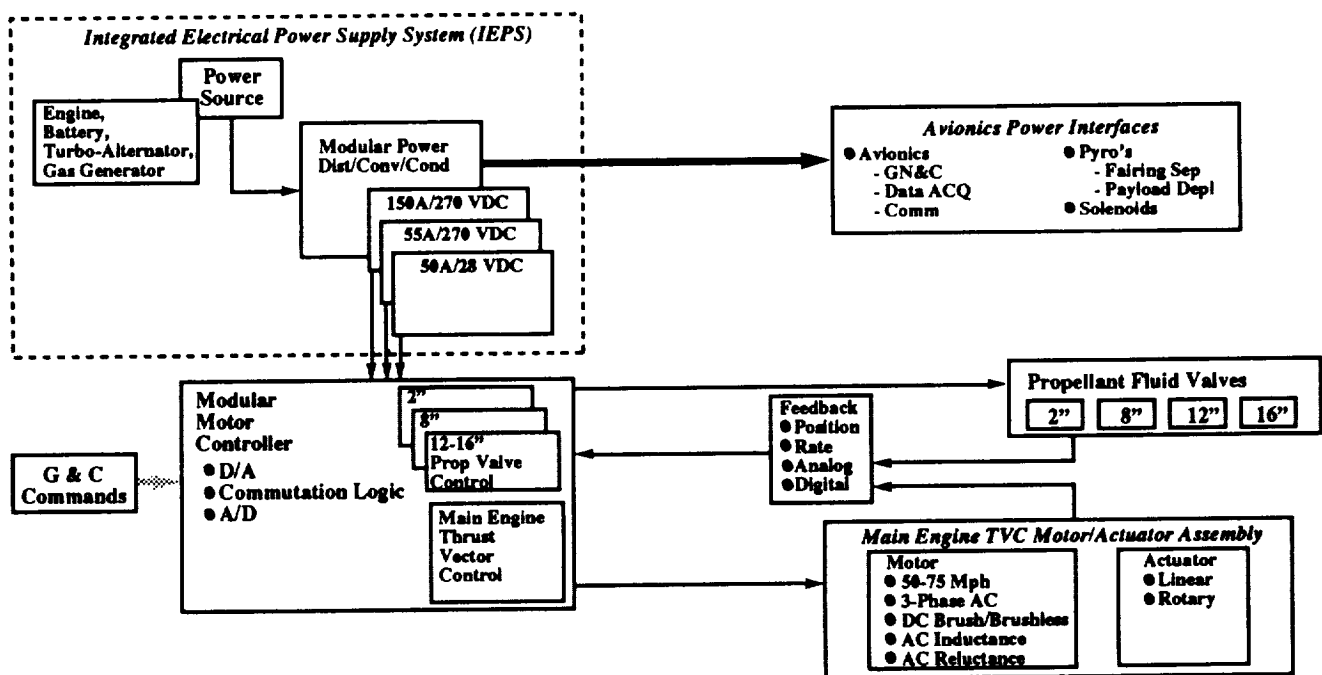 Integrated Electrical Power Supply System (IEPS)
Power
Source
Engine,
Battery,
Turbo-Alternator,
Gas Generator
Modular Power
Dist/Conv/Cond
150A/270 VDC
55A/270 VDC
50A/28 VDC
Avionics Power Interfaces
● Avionics
- GN&C
- Data ACQ
- Comm
● Pyro's
- Fairing Sep
- Payload Depl
● Solenoids
G & C
Commands
Modular
Motor
Controller
● D/A
● Commutation Logic
● A/D
2”
8”
12-16”
Prop Valve
Control
Main Engine
Thrust
Vector
Control
Feedback
● Position
● Rate
● Analog
● Digital
Propellant Fluid Valves
2” 8” 12” 16”
Main Engine TVC Motor/Actuator Assembly
Motor
● 50-75 Mph
● 3-Phase AC
● DC Brush/Brushless
● AC Inductance
● AC Reluctance
Actuator
● Linear
● Rotary